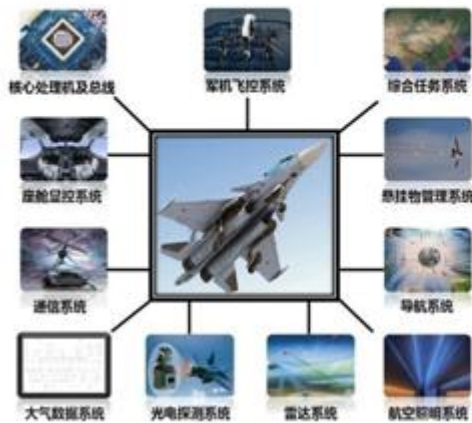 核心处理机及总线
军机飞控系统
综合任务系统
座舱显控系统
悬挂物管理系统
通信系统
导航系统
大气数据系统
光电探测系统
雷达系统
航空照明系统